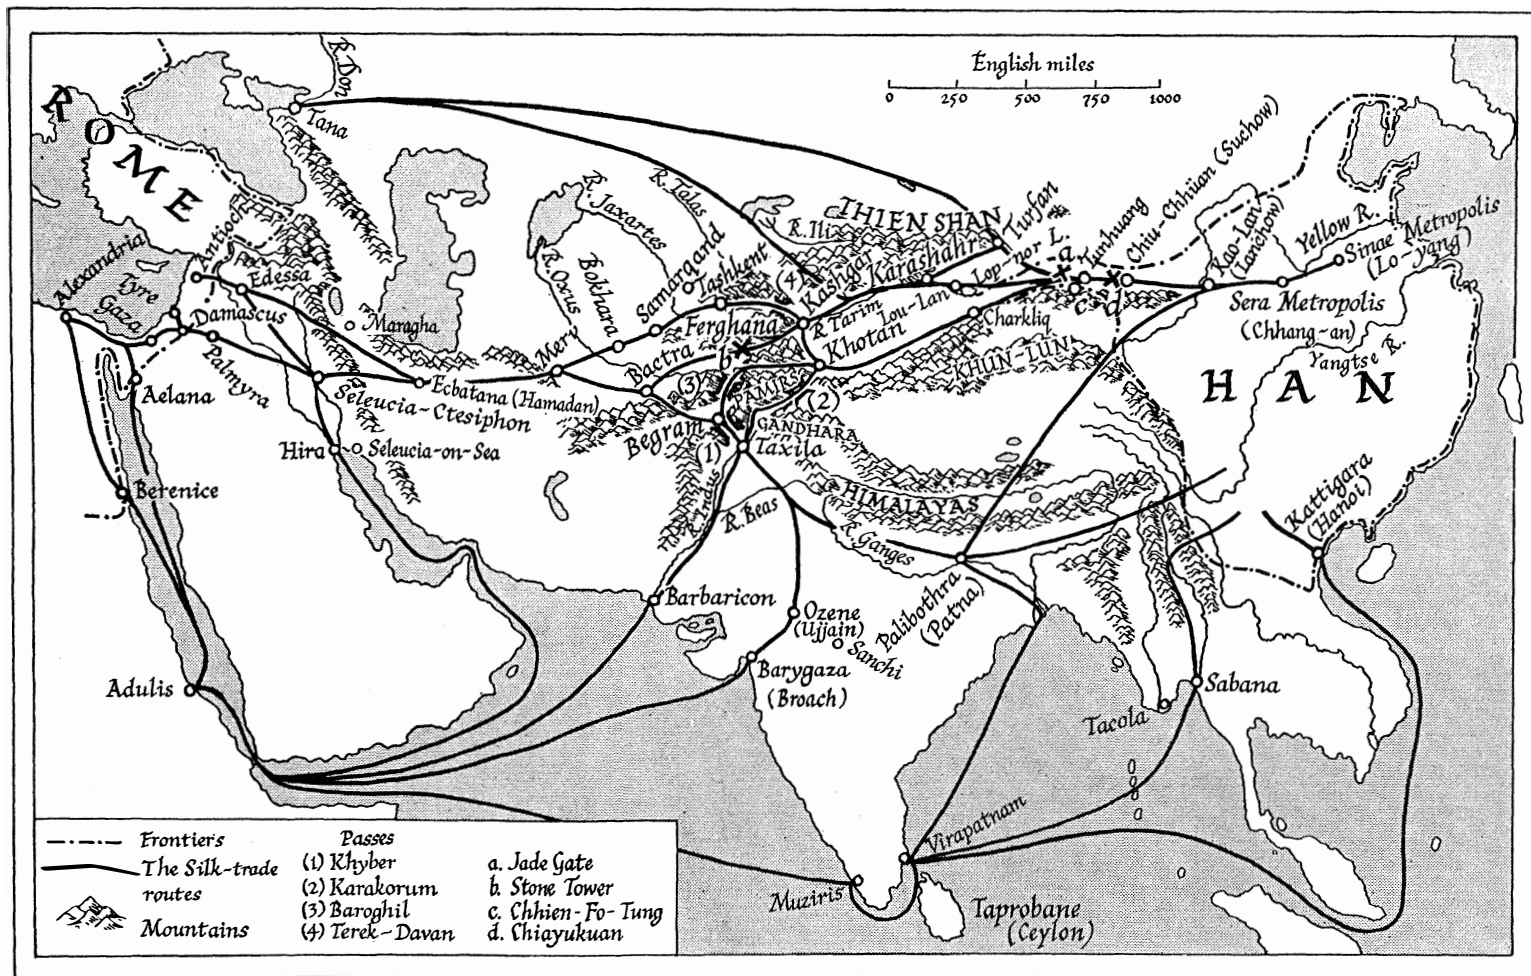 English miles
0 250 500 750 1000
ROME
R. Don
Tana
R. Talas
R. Jaxartes
R. Oxus
R. Ili
THIEN SHAN
Turfan
Karashahr
Lop-nor L.
a
Tunhuang
Chiu-Chhüan (Suchow)
Kao-Lan
(Lanchow)
Yellow R.
Sinae Metropolis
(Lo-yang)
Alexandria
Tyre
Gaza
Antioch
Edessa
Damascus
Palmyra
Maragha
Merv
Bokhara
Samarqand
Tashkent
(4)
Kashgar
Ferghana
R. Tarim
Lou-Lan
Khotan
Charkliq
c
d
Sera Metropolis
(Chhang-an)
Yangtse R.
HAN
Aelana
Seleucia-Ctesiphon
Ecbatana (Hamadan)
Bactra
b
(3)
PAMIRS
(2)
KHUN-LUN
Begram
(1)
GANDHARA
Taxila
Hira
Seleucia-on-Sea
Berenice
R. Indus
R. Beas
HIMALAYAS
R. Ganges
Kattigara
(Hanoi)
Barbaricon
Ozene
(Ujjain)
Sanchi
Palibothra
(Patna)
Barygaza
(Broach)
Adulis
Tacola
Sabana
Virapatnam
Muziris
Taprobane
(Ceylon)
Frontiers
The Silk-trade
routes
Mountains
Passes
(1) Khyber
(2) Karakorum
(3) Baroghil
(4) Terek-Davan
a. Jade Gate
b. Stone Tower
c. Chhien-Fo-Tung
d. Chiayukuan